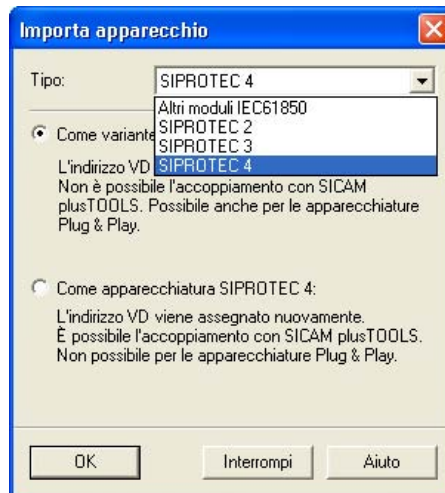 Importa apparecchio
Tipo:
SIPROTEC 4
Altri moduli IEC61850
SIPROTEC 2
SIPROTEC 3
SIPROTEC 4
Come variante
L'indirizzo VD
Non è possibile l'accoppiamento con SICAM
plusTOOLS. Possibile anche per le apparecchiature
Plug & Play.
Come apparecchiatura SIPROTEC 4:
L'indirizzo VD viene assegnato nuovamente.
È possibile l'accoppiamento con SICAM plusTOOLS.
Non possibile per le apparecchiature Plug & Play.
OK
Interrompi
Aiuto